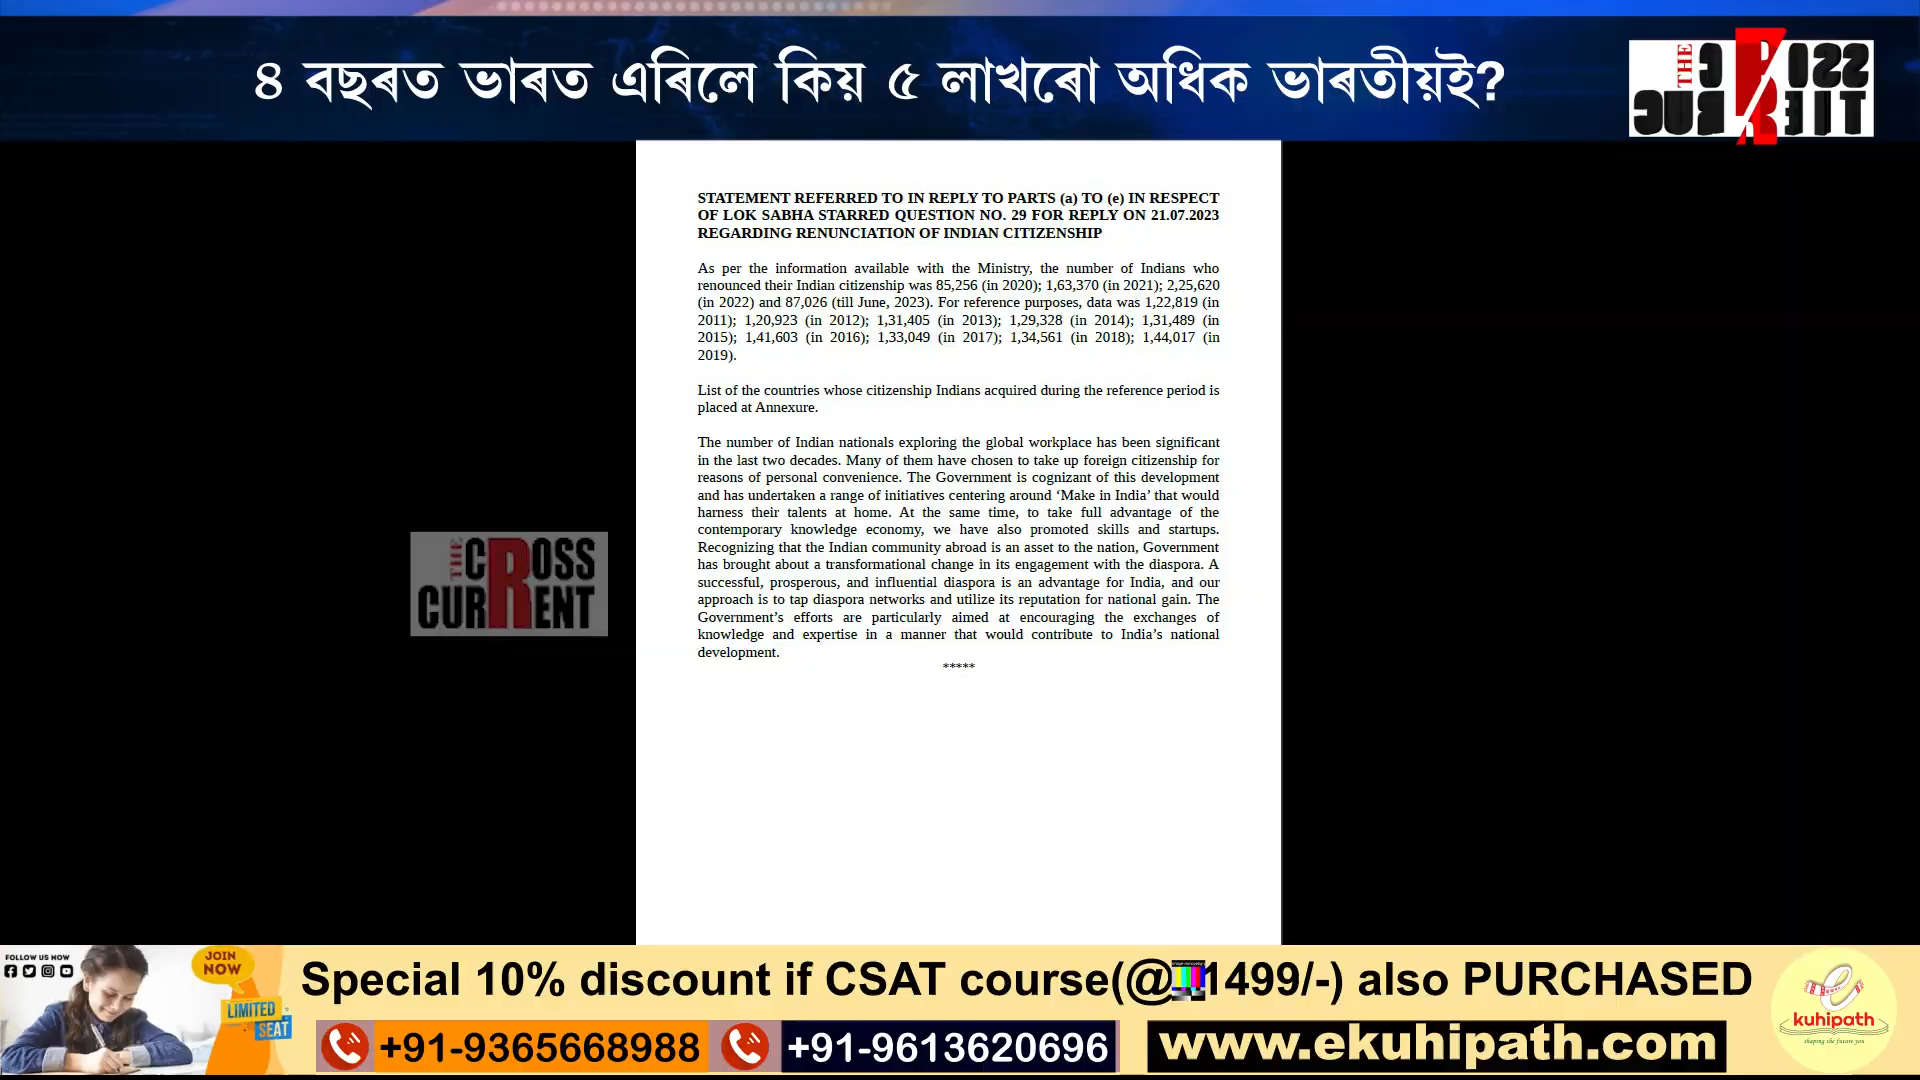 ৪ বছৰত ভাৰত এৰিলে কিয় ৫ লাখৰো অধিক ভাৰতীয়ই?
STATEMENT REFERRED TO IN REPLY TO PARTS (a) TO (e) IN RESPECT
OF LOK SABHA STARRED QUESTION NO. 29 FOR REPLY ON 21.07.2023
REGARDING RENUNCIATION OF INDIAN CITIZENSHIP
As per the information available with the Ministry, the number of Indians who
renounced their Indian citizenship was 85,256 (in 2020); 1,63,370 (in 2021); 2,25,620
(in 2022) and 87,026 (till June, 2023). For reference purposes, data was 1,22,819 (in
2011); 1,20,923 (in 2012); 1,31,405 (in 2013); 1,29,328 (in 2014); 1,31,489 (in
2015); 1,41,603 (in 2016); 1,33,049 (in 2017); 1,34,561 (in 2018); 1,44,017 (in
2019).
List of the countries whose citizenship Indians acquired during the reference period is
placed at Annexure.
The number of Indian nationals exploring the global workplace has been significant
in the last two decades. Many of them have chosen to take up foreign citizenship for
reasons of personal convenience. The Government is cognizant of this development
and has undertaken a range of initiatives centering around ‘Make in India’ that would
harness their talents at home. At the same time, to take full advantage of the
contemporary knowledge economy, we have also promoted skills and startups.
Recognizing that the Indian community abroad is an asset to the nation, Government
has brought about a transformational change in its engagement with the diaspora. A
successful, prosperous, and influential diaspora is an advantage for India, and our
approach is to tap diaspora networks and utilize its reputation for national gain. The
Government’s efforts are particularly aimed at encouraging the exchanges of
knowledge and expertise in a manner that would contribute to India’s national
development.
*****
THE CROSS
CURRENT
FOLLOW US NOW
JOIN
NOW
LIMITED
SEAT
Special 10% discount if CSAT course(@ 1499/-) also PURCHASED
+91-9365668988
+91-9613620696
www.ekuhipath.com
kuhipath
shaping the future you